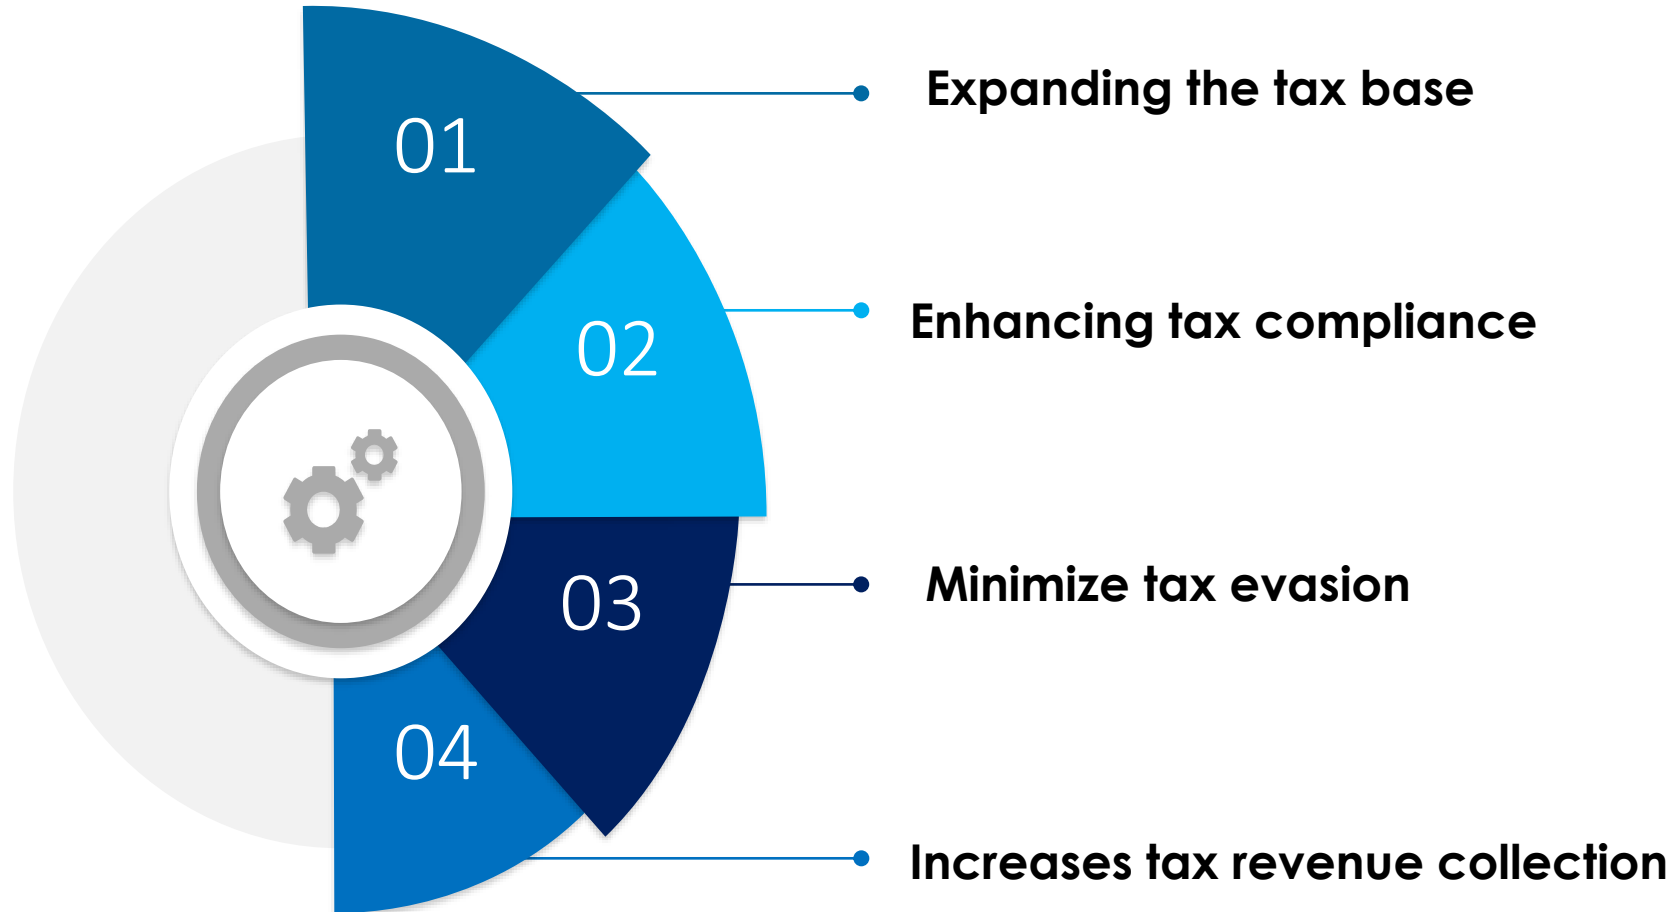 01
Expanding the tax base
02
Enhancing tax compliance
03
Minimize tax evasion
04
Increases tax revenue collection